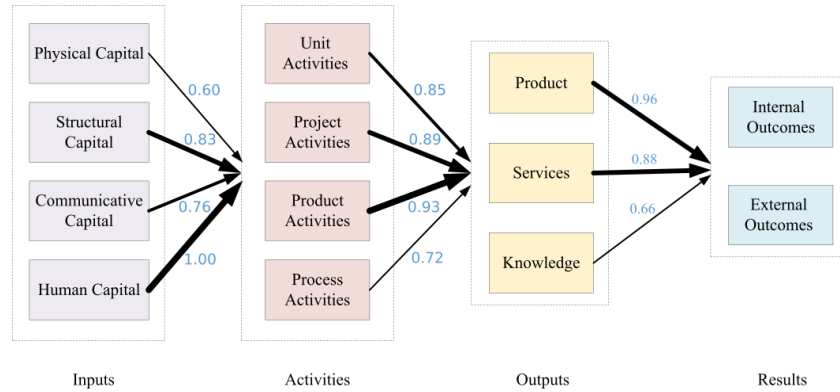 Physical Capital
0.60
Structural
Capital
0.83
Communicative
Capital
0.76
Human Capital
1.00
Inputs
Unit
Activities
0.85
Project
Activities
0.89
Product
Activities
0.93
Process
Activities
0.72
Activities
Product
0.96
Services
0.88
Knowledge
0.66
Outputs
Internal
Outcomes
External
Outcomes
Results